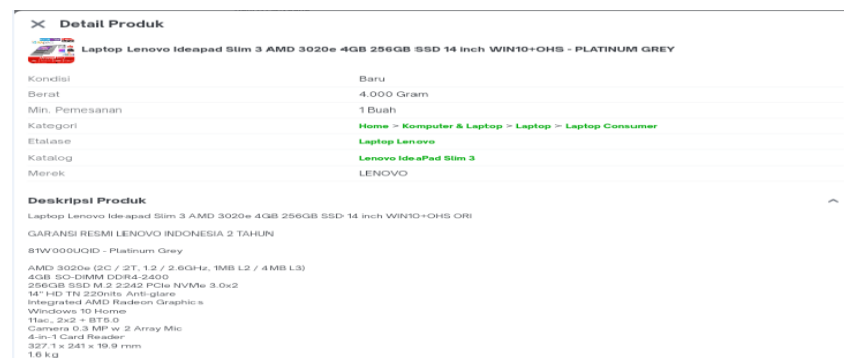 Detail Produk
Laptop Lenovo Ideapad Slim 3 AMD 3020e 4GB 256GB SSD 14 inch WIN10+OHS - PLATINUM GREY
Kondisi Baru
Berat 4.000 Gram
Min. Pemesanan 1 Buah
Kategori Home > Komputer & Laptop > Laptop > Laptop Consumer
Etalase Laptop Lenovo
Katalog Lenovo IdeaPad Slim 3
Merek LENOVO
Deskripsi Produk
Laptop Lenovo Ideapad Slim 3 AMD 3020e 4GB 256GB SSD 14 inch WIN10+OHS ORI
GARANSI RESMI LENOVO INDONESIA 2 TAHUN
81W000UQID - Platinum Grey
AMD 3020e (2C / 2T, 1.2 / 2.6GHz, 1MB L2 / 4MB L3)
4GB SO-DIMM DDR4-2400
256GB SSD M.2 2242 PCIe NVMe 3.0x2
14" HD TN 220nits Anti-glare
Integrated AMD Radeon Graphics
Windows 10 Home
11ac, 2x2 + BT5.0
Camera 0.3 MP w 2 Array Mic
4-in-1 Card Reader
327.1 x 241 x 19.9 mm
1.6 kg